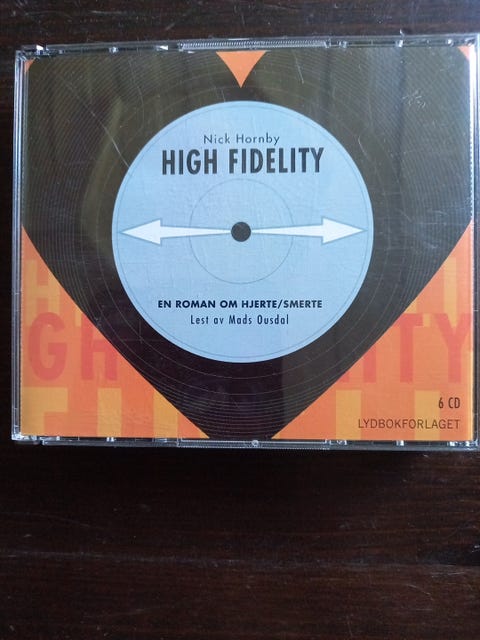 Nick Hornby
HIGH FIDELITY
EN ROMAN OM HJERTE/SMERTE
Lest av Mads Ousdal
6 CD
LYDBOKFORLAGET